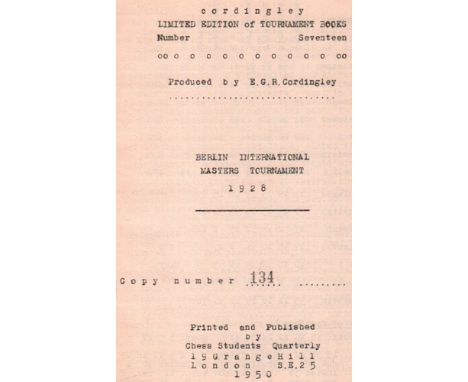 cordingley
LIMITED EDITION of TOURNAMENT BOOKS
Number Seventeen
oo o o o o o o o o o o o o oo
Produced by E.G.R.Cordingley
BERLIN INTERNATIONAL
MASTERS TOURNAMENT
1928
Copy number 134
Printed and Published
by
Chess Students Quarterly
19 Grange Hill
London S.E.25
1950